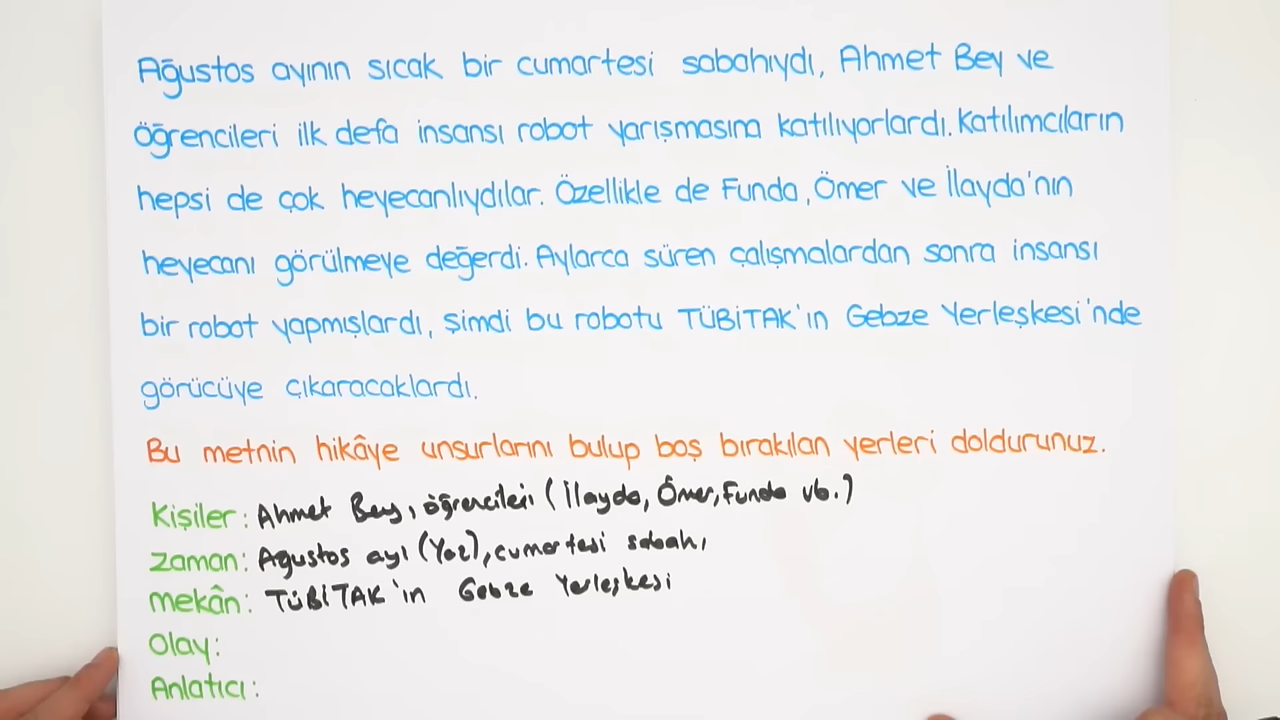 Ağustos ayının sıcak bir cumartesi sabahıydı, Ahmet Bey ve
öğrencileri ilk defa insansı robot yarışmasına katılıyorlardı. Katılımcıların
hepsi de çok heyecanlıydılar. Özellikle de Funda, Ömer ve İlayda'nın
heyecanı görülmeye değerdi. Aylarca süren çalışmalardan sonra insansı
bir robot yapmışlardı, şimdi bu robotu TÜBİTAK'ın Gebze Yerleşkesi'nde
görücüye çıkaracaklardı.
Bu metnin hikâye unsurlarını bulup boş bırakılan yerleri doldurunuz.
Kişiler: Ahmet Bey, öğrencileri (İlayda, Ömer, Funda vb.)
Zaman: Ağustos ayı (Yaz), cumartesi sabahı
Mekân: TÜBİTAK'ın Gebze Yerleşkesi
Olay:
Anlatıcı: